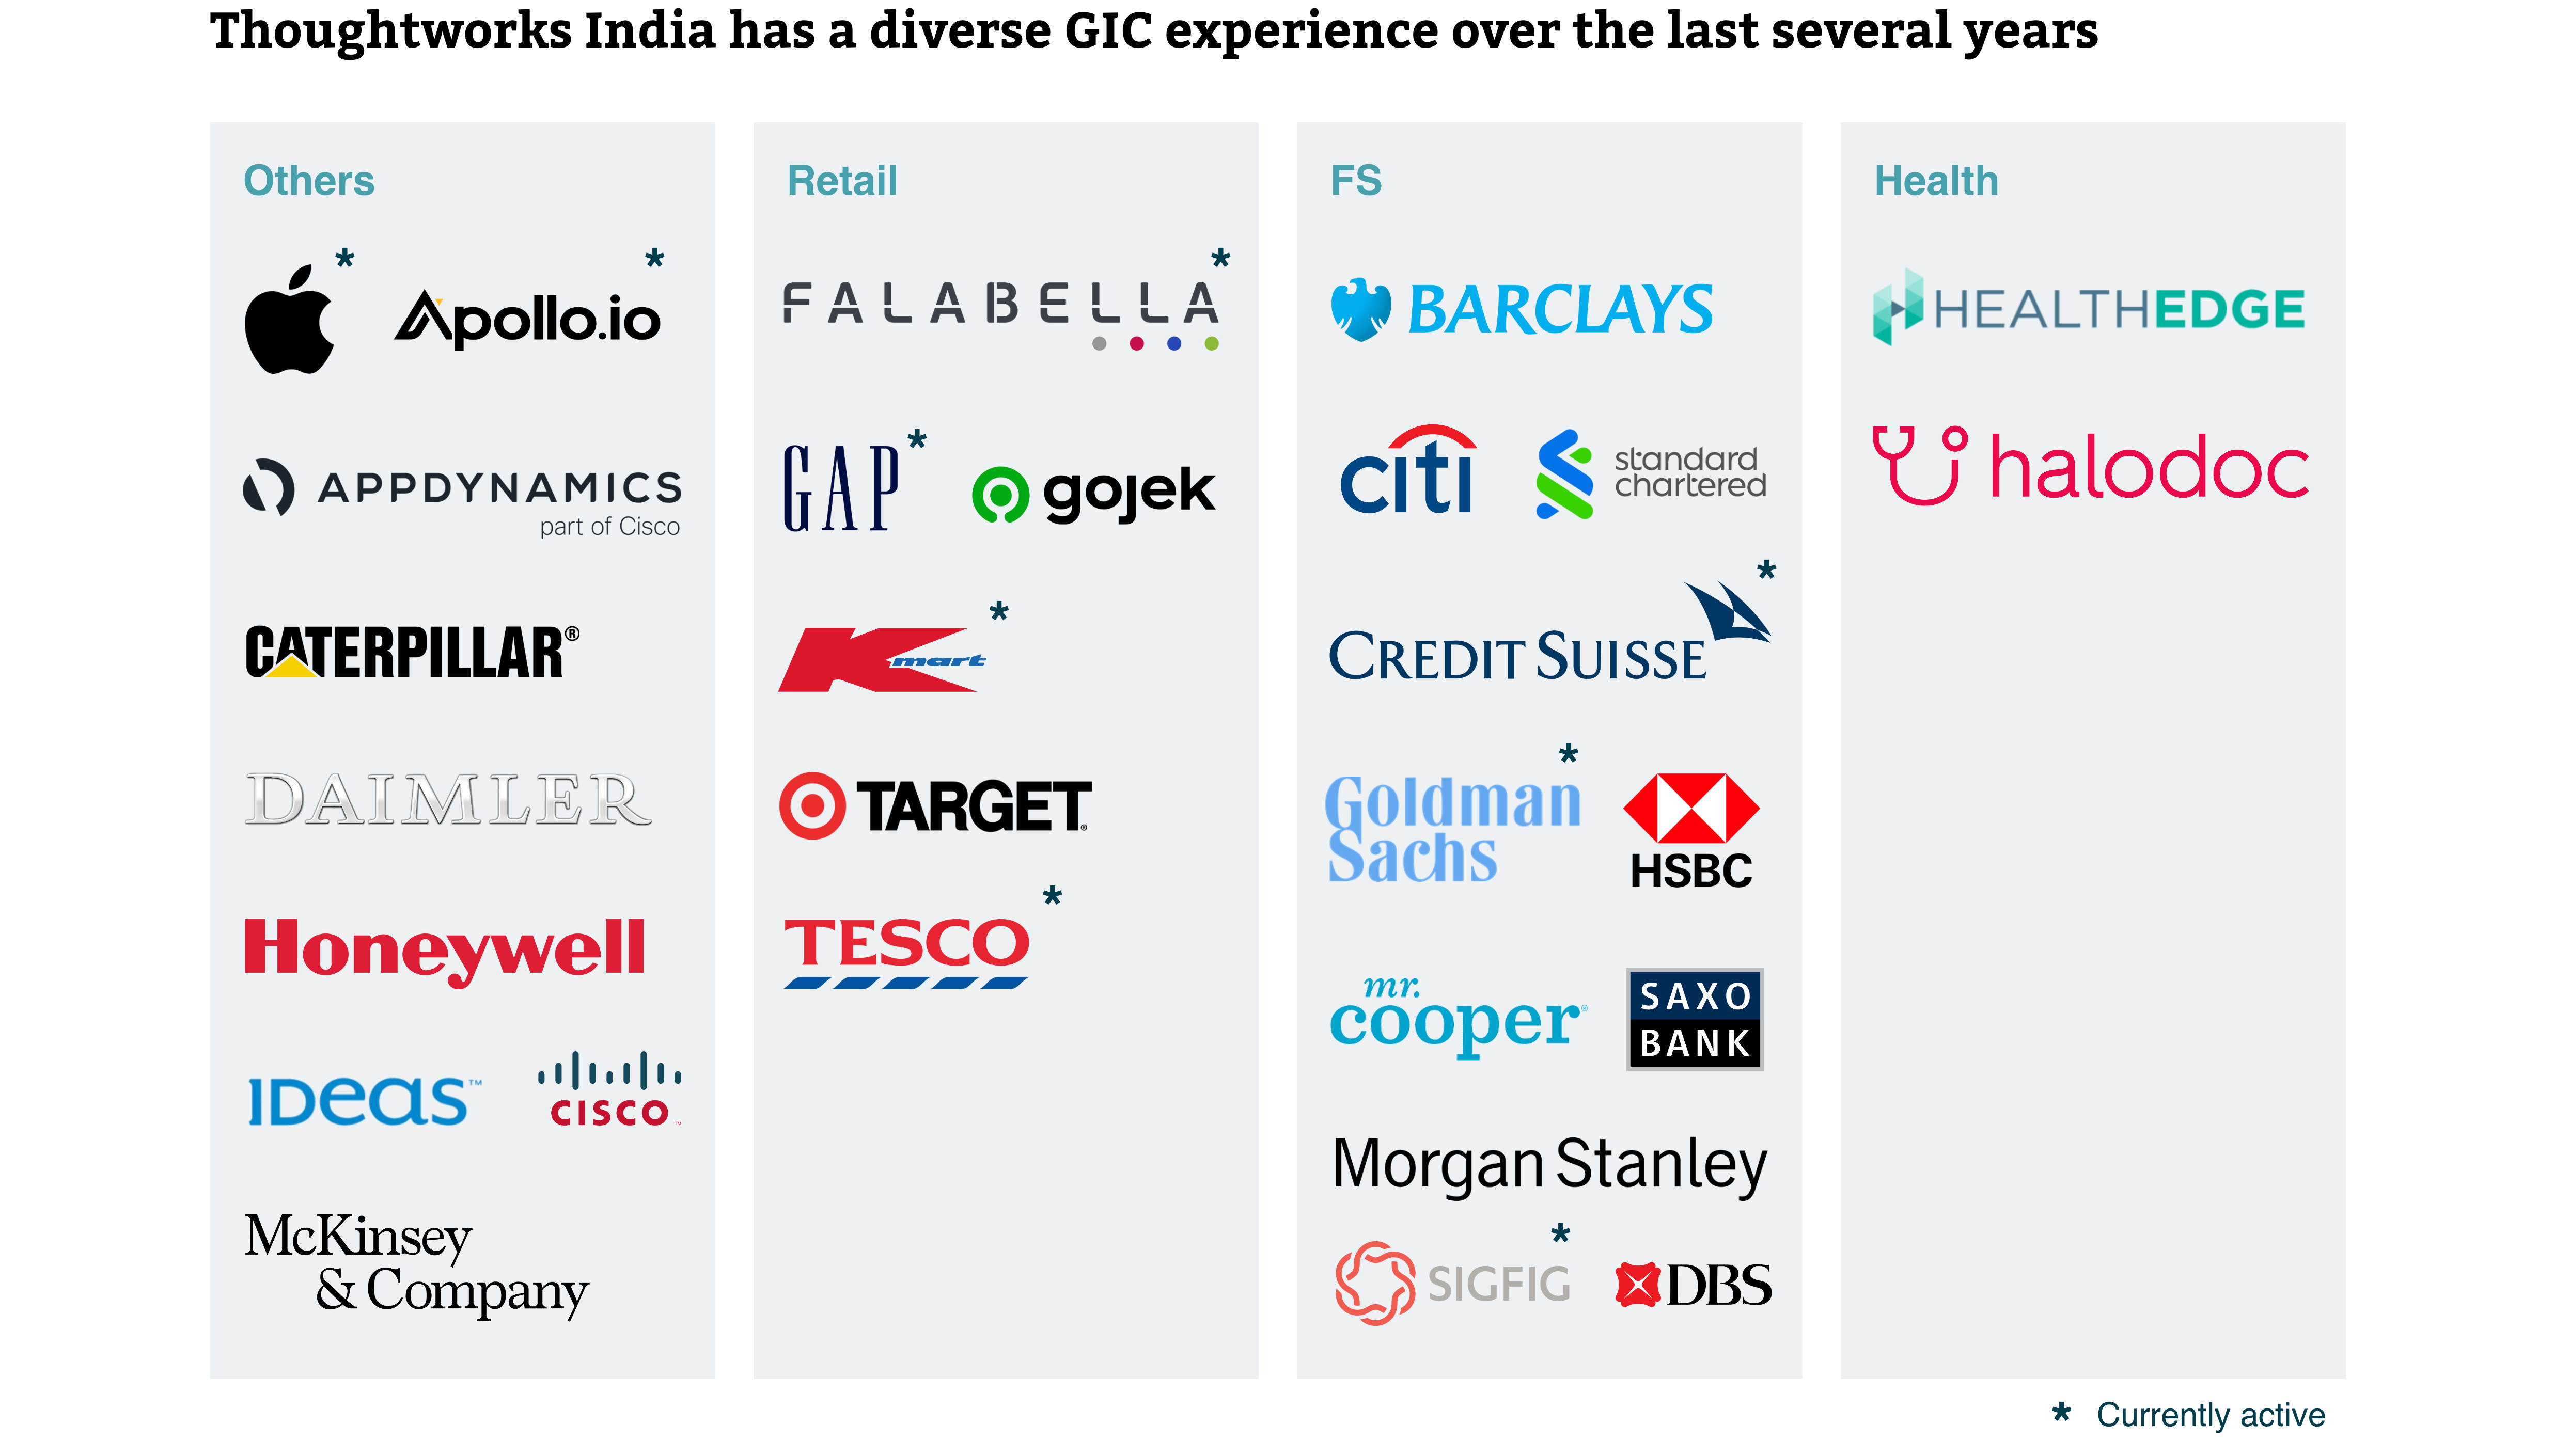 Thoughtworks India has a diverse GIC experience over the last several years
Others
* *
Apollo.io
APPDYNAMICS
part of Cisco
CATERPILLAR®
DAIMLER
Honeywell
IDeaS™
CISCO™
McKinsey
& Company
Retail
*
FALABELLA
GAP *
gojek
*
Kmart
TARGET®
*
TESCO
FS
BARCLAYS
citi
standard
chartered
*
CREDIT SUISSE
*
Goldman
Sachs
HSBC
mr.
cooper®
SAXO
BANK
Morgan Stanley
*
SIGFIG
DBS
Health
HEALTHEDGE
halodoc
* Currently active